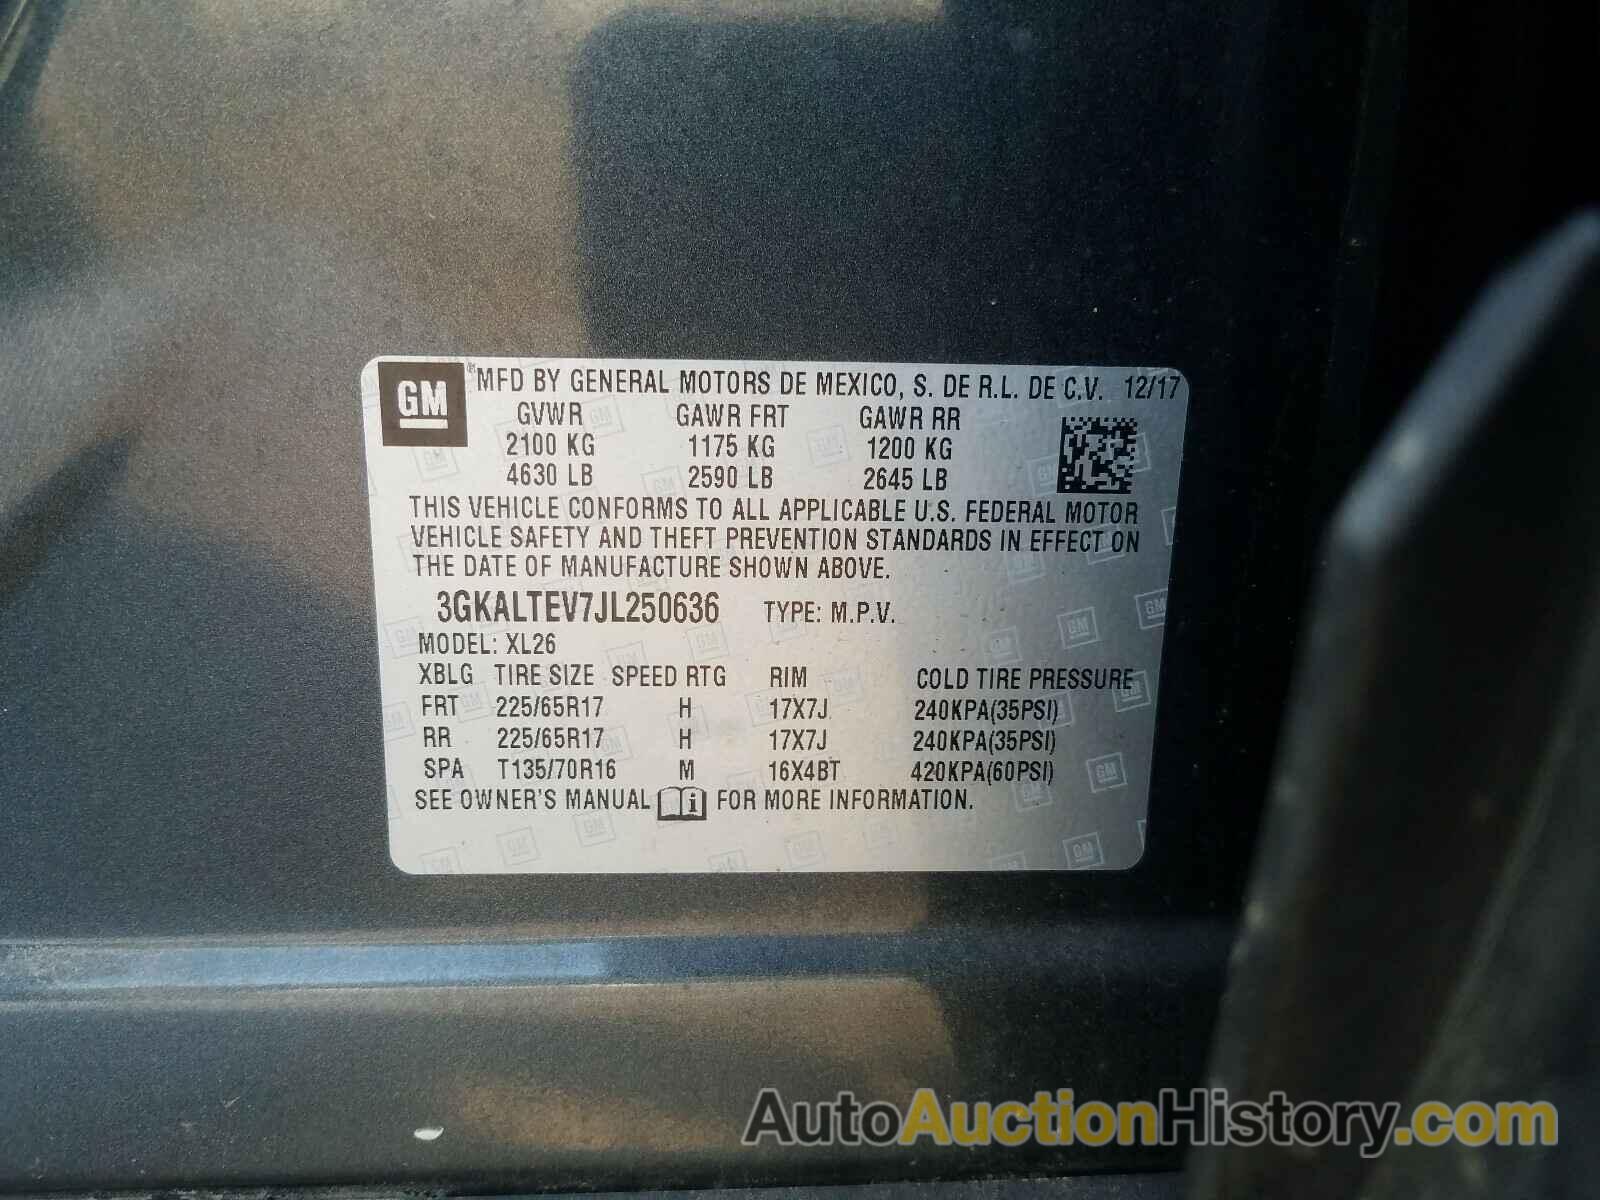 GM ® MFD BY GENERAL MOTORS DE MEXICO, S. DE R.L. DE C.V. 12/17
GVWR GAWR FRT GAWR RR
2100 KG 1175 KG 1200 KG
4630 LB 2590 LB 2645 LB
THIS VEHICLE CONFORMS TO ALL APPLICABLE U.S. FEDERAL MOTOR
VEHICLE SAFETY AND THEFT PREVENTION STANDARDS IN EFFECT ON
THE DATE OF MANUFACTURE SHOWN ABOVE.
3GKALTEV7JL250636 TYPE: M.P.V.
MODEL: XL26
XBLG TIRE SIZE SPEED RTG RIM COLD TIRE PRESSURE
FRT 225/65R17 H 17X7J 240KPA(35PSI)
RR 225/65R17 H 17X7J 240KPA(35PSI)
SPA T135/70R16 M 16X4BT 420KPA(60PSI)
SEE OWNER'S MANUAL i FOR MORE INFORMATION.
AutoAuctionHistory.com